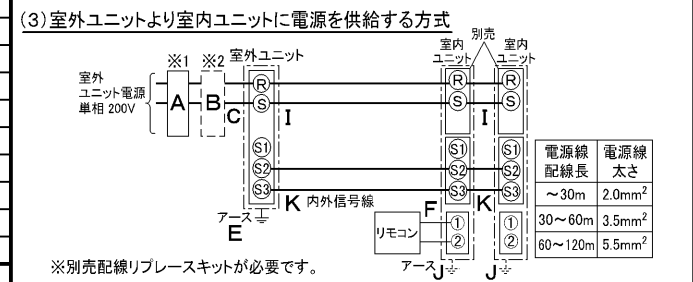 (3)室外ユニットより室内ユニットに電源を供給する方式
※1
※2
室外ユニット
室内
ユニット
別売
室内
ユニット
室外
ユニット電源
単相 200V
A
B
C
R
S
I
R
S
I
R
S
S1
S2
S3
S1
S2
S3
S1
S2
S3
K 内外信号線
F
K
アース
E
リモコン
①
②
①
②
アース
J
J
電源線
配線長
電源線
太さ
~30m 2.0mm²
30~60m 3.5mm²
60~120m 5.5mm²
※別売配線リプレースキットが必要です。